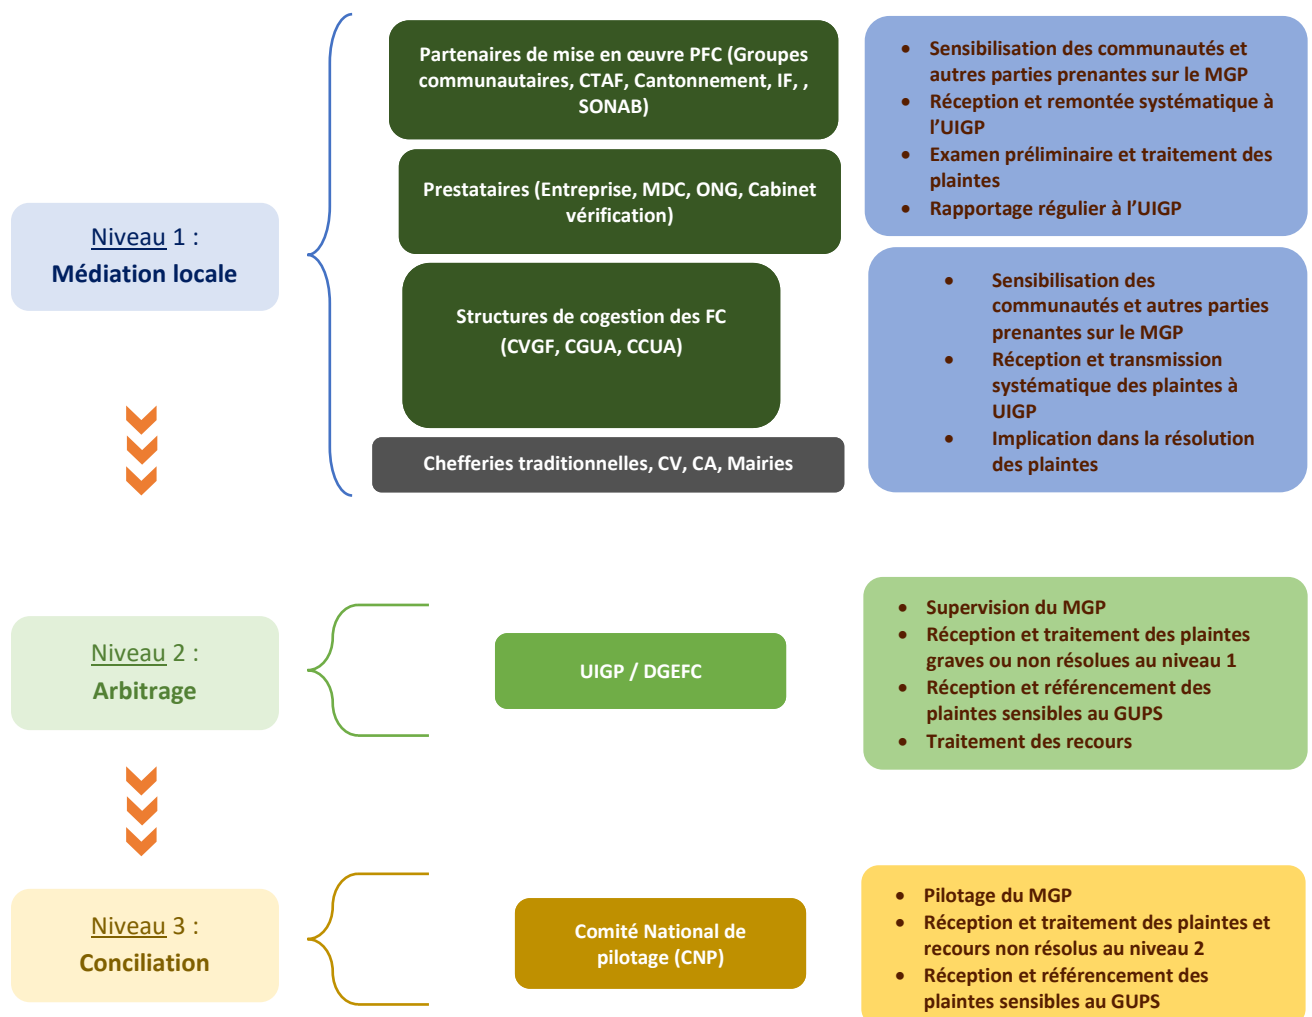 Niveau 1 :
Médiation locale
Partenaires de mise en œuvre PFC (Groupes
communautaires, CTAF, Cantonnement, IF, ,
SONAB)
Prestataires (Entreprise, MDC, ONG, Cabinet
vérification)
Structures de cogestion des FC
(CVGF, CGUA, CCUA)
Chefferies traditionnelles, CV, CA, Mairies
• Sensibilisation des communautés et
autres parties prenantes sur le MGP
• Réception et remontée systématique à
l’UIGP
• Examen préliminaire et traitement des
plaintes
• Rapportage régulier à l’UIGP
• Sensibilisation des
communautés et autres parties
prenantes sur le MGP
• Réception et transmission
systématique des plaintes à
UIGP
• Implication dans la résolution
des plaintes
Niveau 2 :
Arbitrage
UIGP / DGEFC
• Supervision du MGP
• Réception et traitement des plaintes
graves ou non résolues au niveau 1
• Réception et référencement des
plaintes sensibles au GUPS
• Traitement des recours
Niveau 3 :
Conciliation
Comité National de
pilotage (CNP)
• Pilotage du MGP
• Réception et traitement des plaintes et
recours non résolus au niveau 2
• Réception et référencement des
plaintes sensibles au GUPS